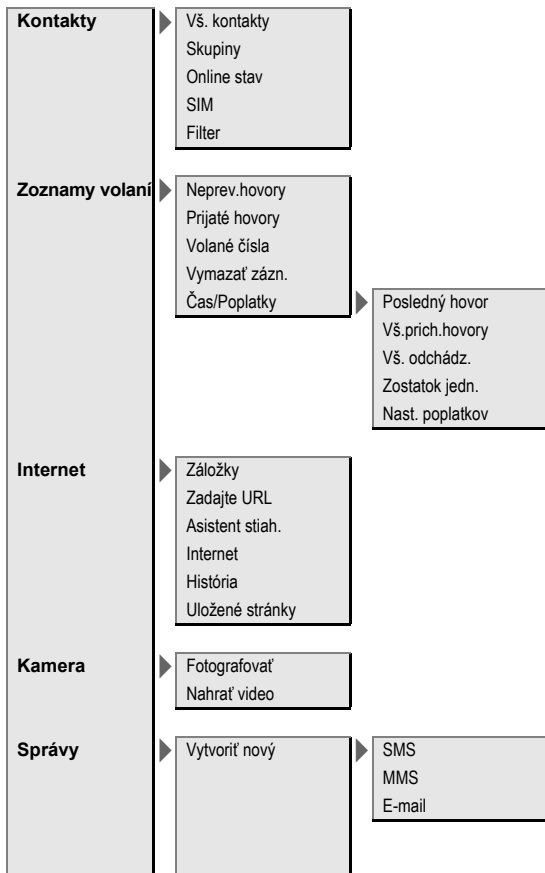 Kontakty
Vš. kontakty
Skupiny
Online stav
SIM
Filter
Zoznamy volaní
Neprev.hovory
Prijaté hovory
Volané čísla
Vymazať zázn.
Čas/Poplatky
Posledný hovor
Vš.prich.hovory
Vš. odchádz.
Zostatok jedn.
Nast. poplatkov
Internet
Záložky
Zadajte URL
Asistent stiah.
Internet
História
Uložené stránky
Kamera
Fotografovať
Nahrať video
Správy
Vytvoriť nový
SMS
MMS
E-mail